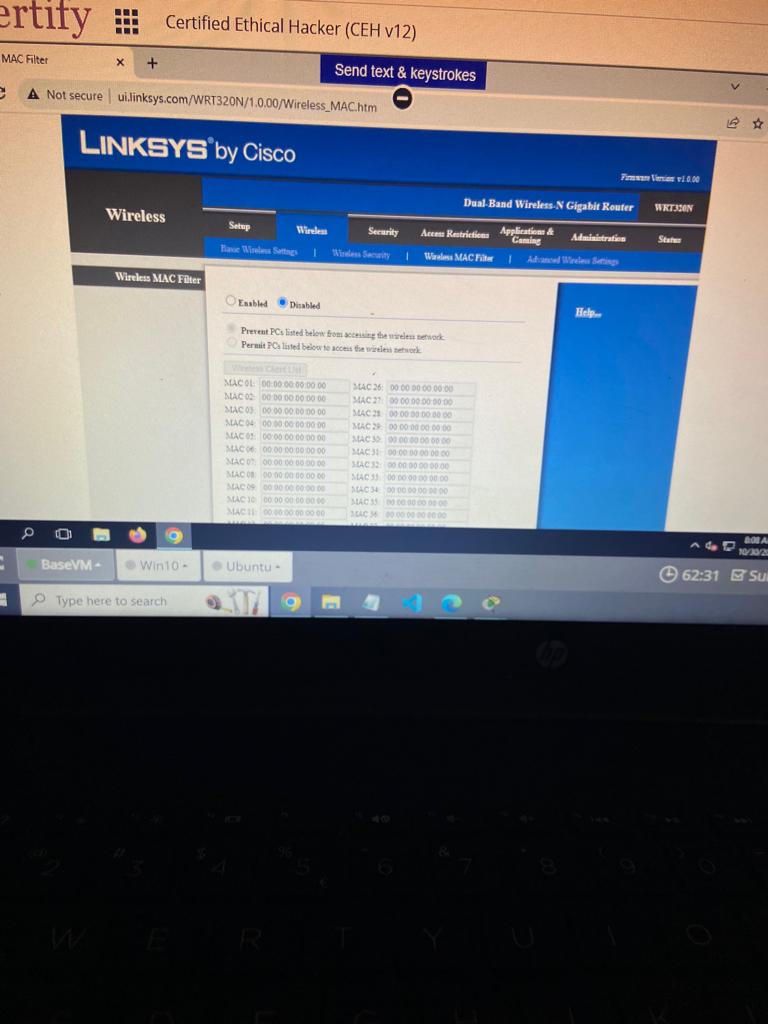 ertify
Certified Ethical Hacker (CEH v12)
MAC Filter
Send text & keystrokes
Not secure
ui.linksys.com/WRT320N/1.0.00/Wireless_MAC.htm
LINKSYS® by Cisco
Firmware Version: v1.0.00
Dual-Band Wireless-N Gigabit Router
WRT320N
Wireless
Setup
Wireless
Security
Access Restrictions
Applications & Gaming
Administration
Status
Basic Wireless Settings | Wireless Security | Wireless MAC Filter | Advanced Wireless Settings
Wireless MAC Filter
Enabled
Disabled
Help...
Prevent PCs listed below from accessing the wireless network.
Permit PCs listed below to access the wireless network.
Wireless Client List
MAC 01: 00:00:00:00:00:00 MAC 26: 00:00:00:00:00:00
MAC 02: 00:00:00:00:00:00 MAC 27: 00:00:00:00:00:00
MAC 03: 00:00:00:00:00:00 MAC 28: 00:00:00:00:00:00
MAC 04: 00:00:00:00:00:00 MAC 29: 00:00:00:00:00:00
MAC 05: 00:00:00:00:00:00 MAC 30: 00:00:00:00:00:00
MAC 06: 00:00:00:00:00:00 MAC 31: 00:00:00:00:00:00
MAC 07: 00:00:00:00:00:00 MAC 32: 00:00:00:00:00:00
MAC 08: 00:00:00:00:00:00 MAC 33: 00:00:00:00:00:00
MAC 09: 00:00:00:00:00:00 MAC 34: 00:00:00:00:00:00
MAC 10: 00:00:00:00:00:00 MAC 35: 00:00:00:00:00:00
MAC 11: 00:00:00:00:00:00 MAC 36: 00:00:00:00:00:00
8:08 A
10/30/2
BaseVM
Win10
Ubuntu
62:31
Su
Type here to search
hp
2 # 3 $ 4 % 5 € 6 & 7 8 ( 9 ) 0
W E R T Y U I O